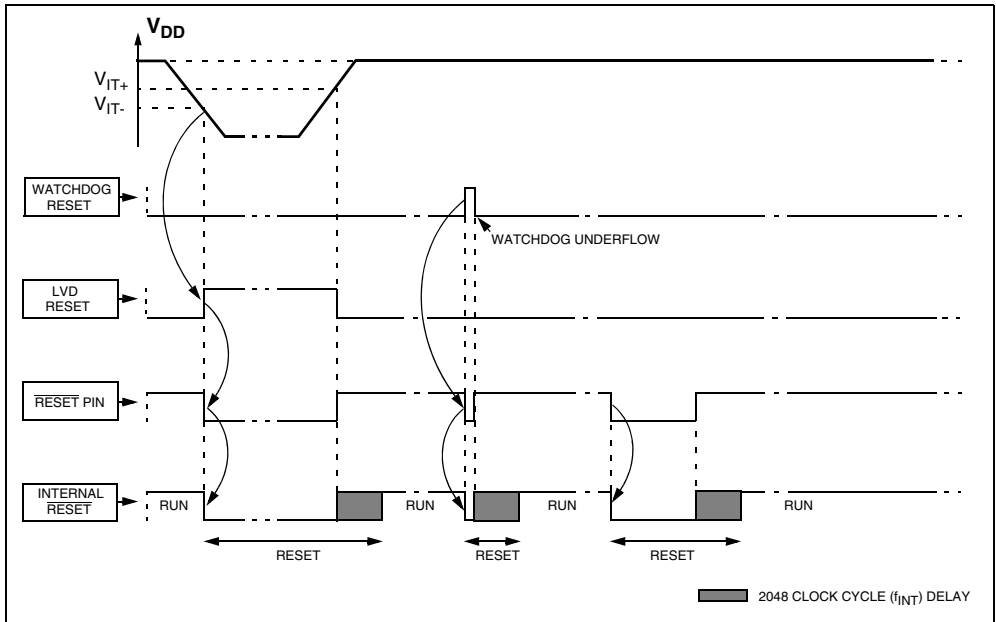 VDD
VIT+
VIT-
WATCHDOG
RESET
WATCHDOG UNDERFLOW
LVD
RESET
RESET PIN
INTERNAL
RESET
RUN
RUN
RUN
RUN
RESET
RESET
RESET
2048 CLOCK CYCLE (fINT) DELAY